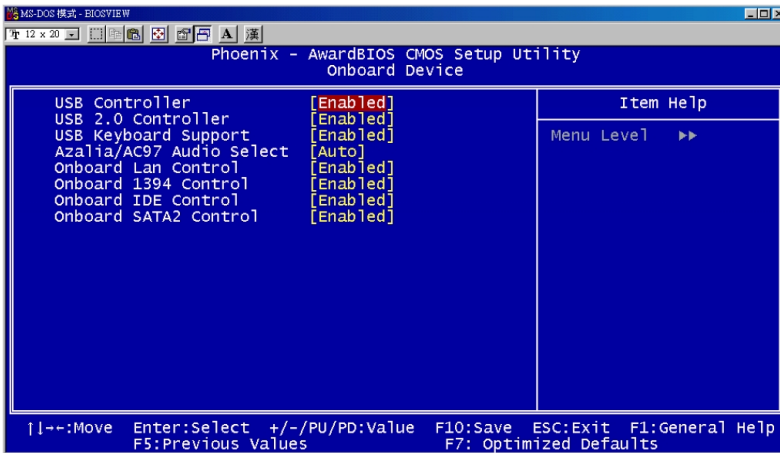 MS-DOS 模式 - BIOSVIEW
12 x 20 A 漢
Phoenix - AwardBIOS CMOS Setup Utility
Onboard Device
USB Controller [Enabled]
USB 2.0 Controller [Enabled]
USB Keyboard Support [Enabled]
Azalia/AC97 Audio Select [Auto]
Onboard Lan Control [Enabled]
Onboard 1394 Control [Enabled]
Onboard IDE Control [Enabled]
Onboard SATA2 Control [Enabled]
Item Help
Menu Level ▶▶
↑↓→←:Move Enter:Select +/-/PU/PD:Value F10:Save ESC:Exit F1:General Help
F5:Previous Values F7: Optimized Defaults